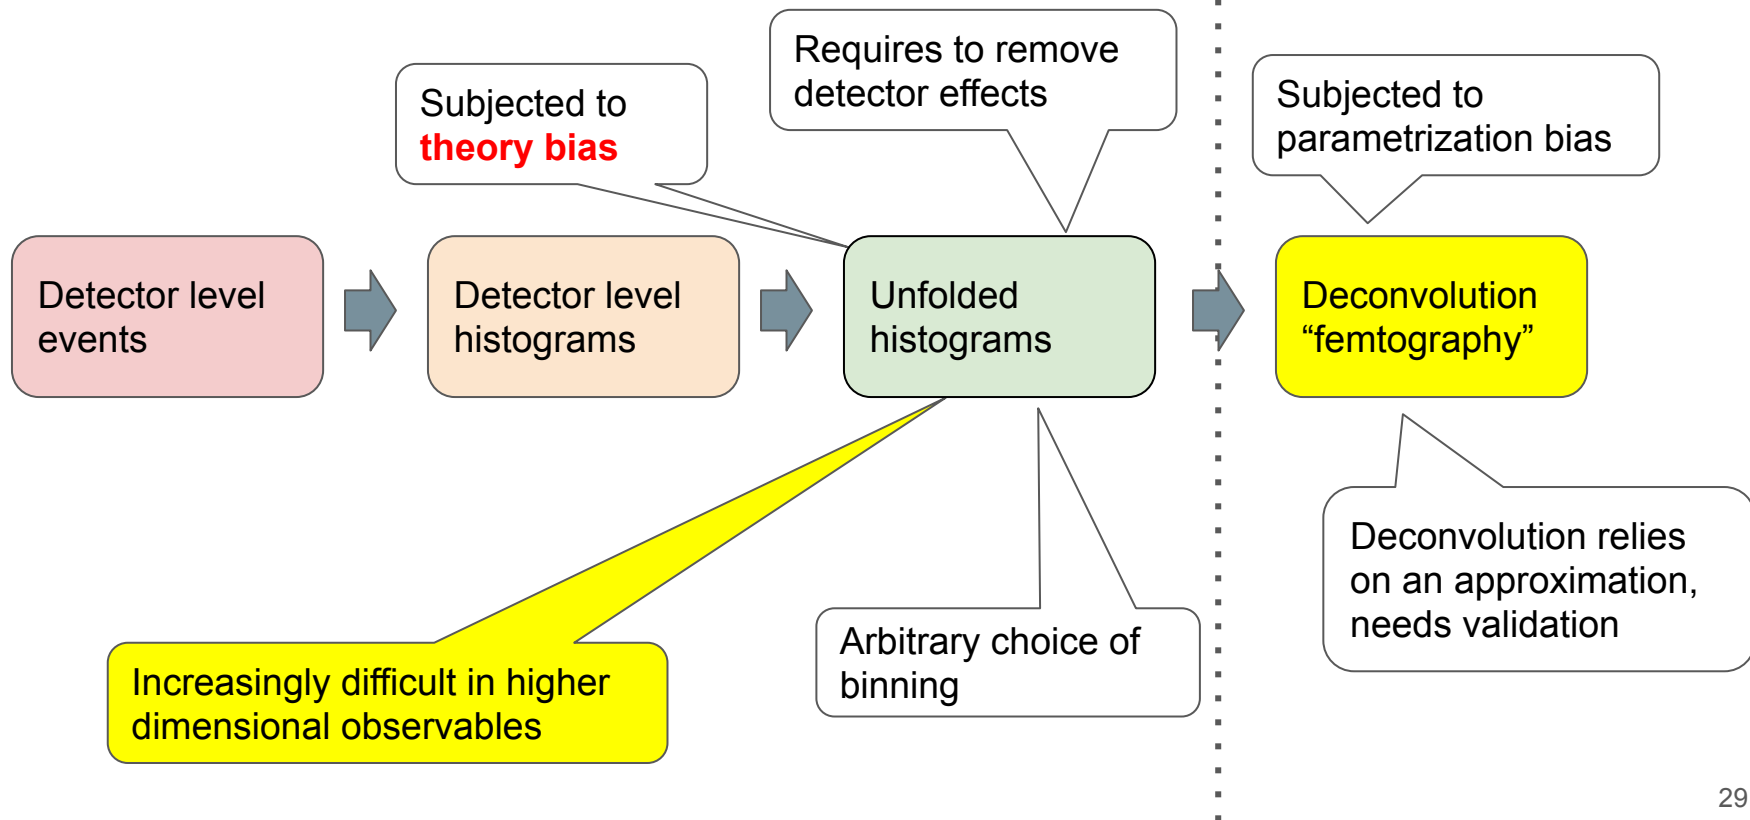 Requires to remove
detector effects
Subjected to
theory bias
Subjected to
parametrization bias
Detector level
events
Detector level
histograms
Unfolded
histograms
Deconvolution
“femtography”
Increasingly difficult in higher
dimensional observables
Arbitrary choice of
binning
Deconvolution relies
on an approximation,
needs validation
29